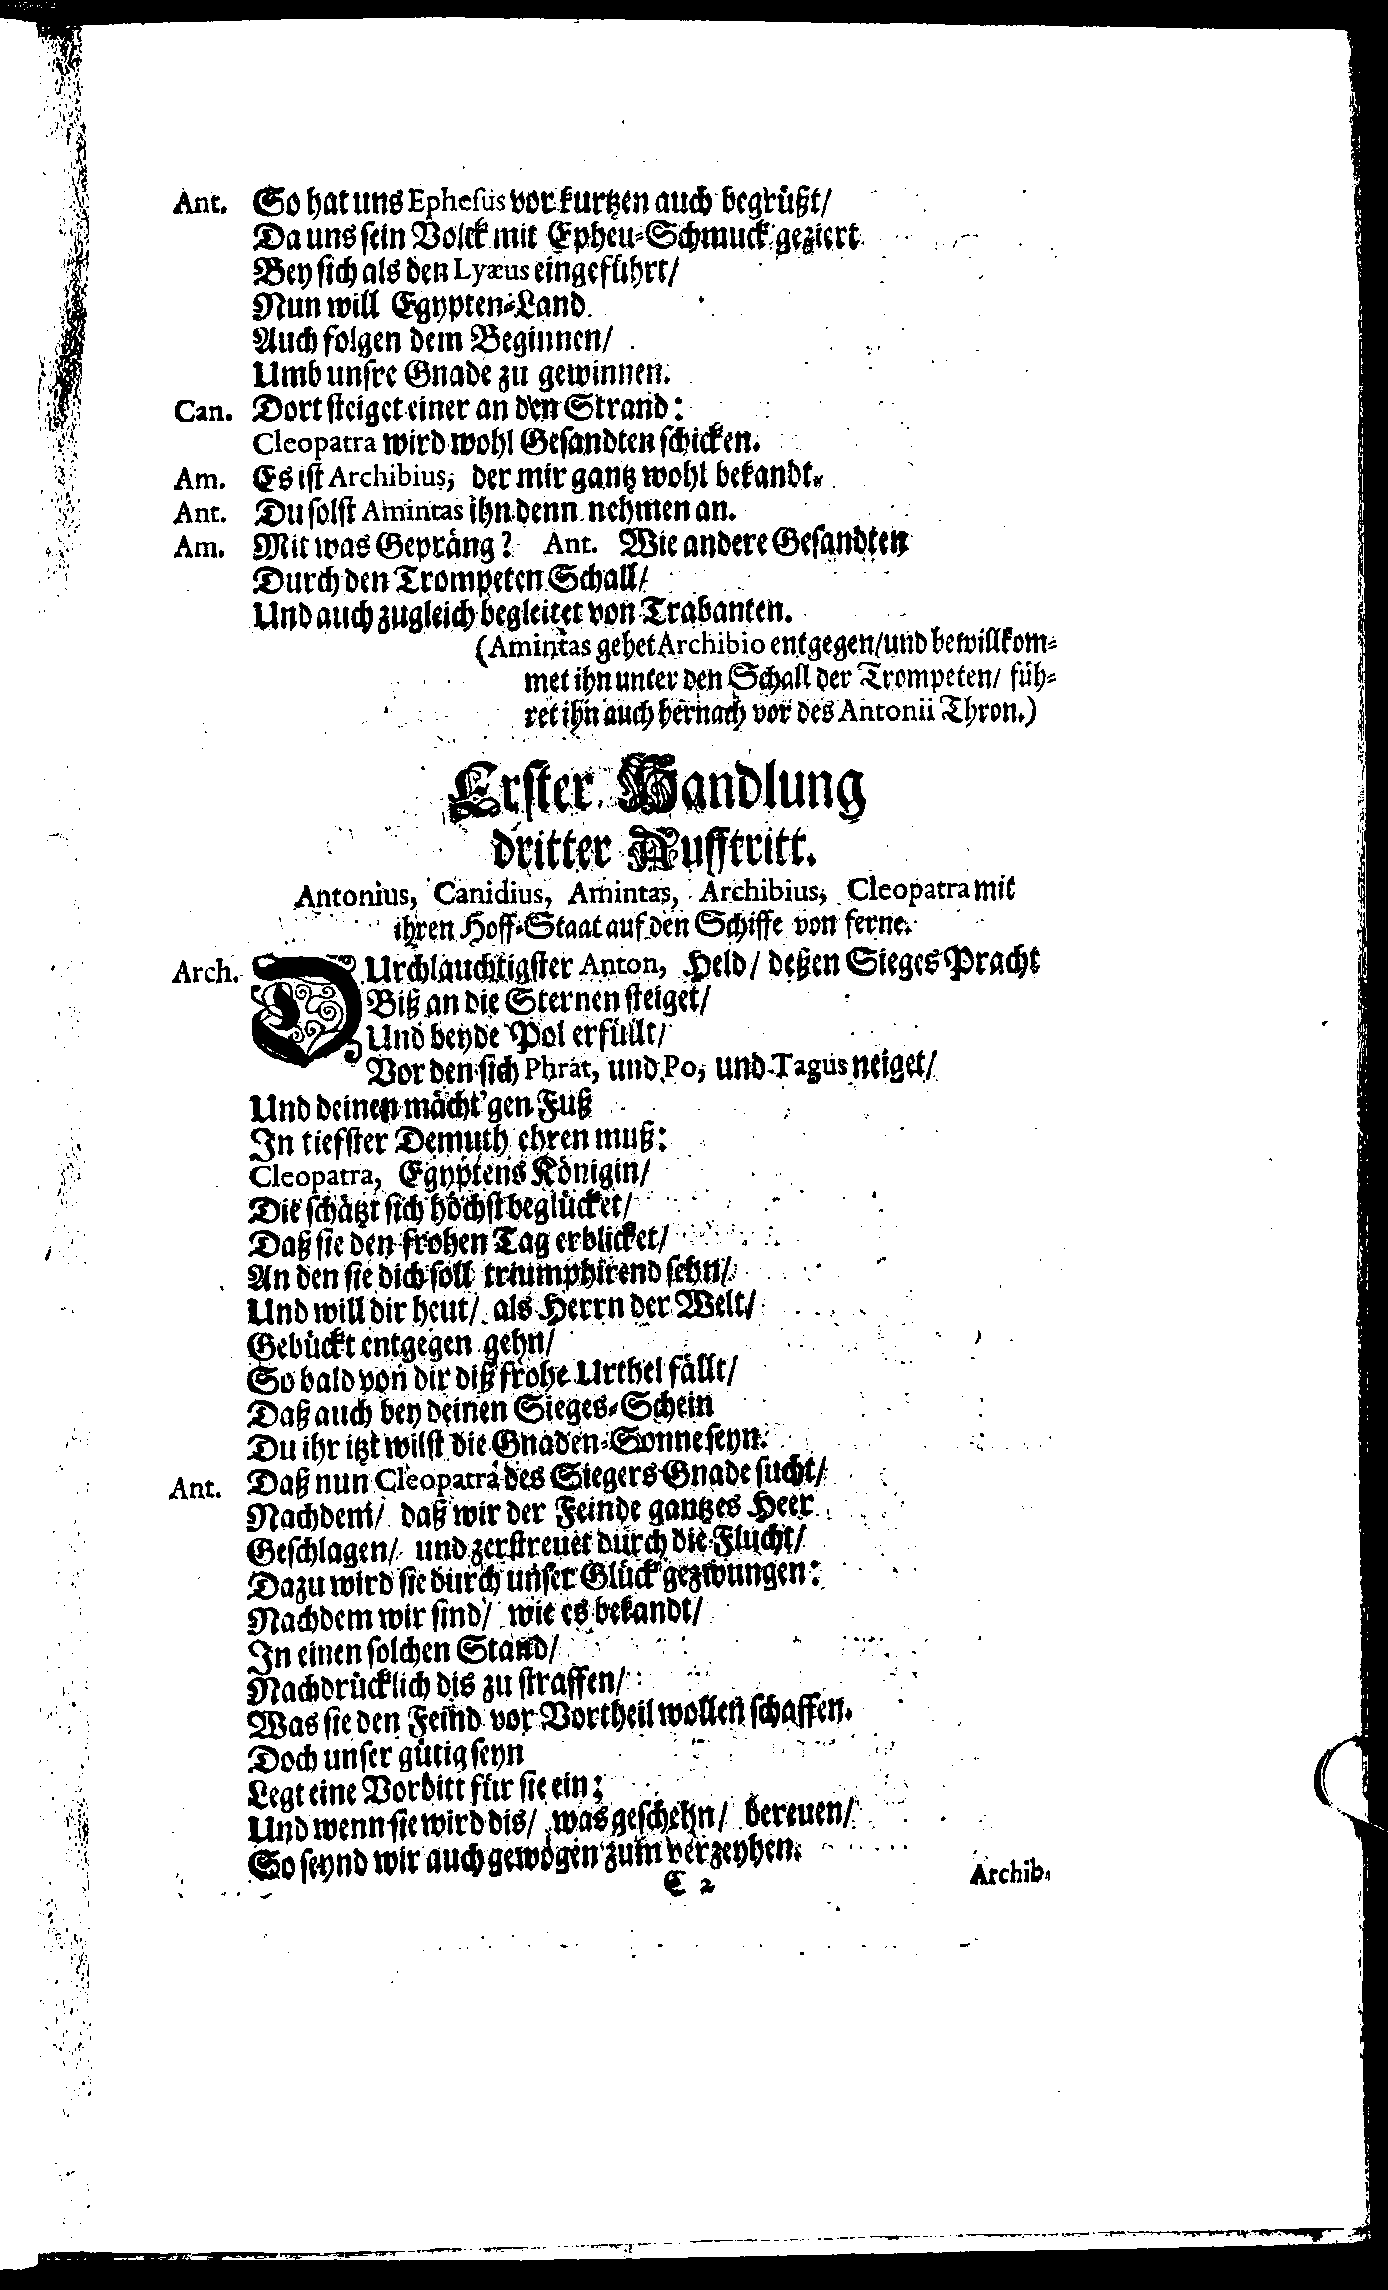 Ant. So hat uns Ephesus vor kurtzen auch begrüßt/
Da uns sein Volck mit Epheu-Schmuck geziert
Bey sich als den Lyæus eingeführt/
Nun will Egypten-Land
Auch folgen dem Beginnen/
Umb unsre Gnade zu gewinnen.
Can. Dort steiget einer an den Strand:
Cleopatra wird wohl Gesandten schicken.
Am. Es ist Archibius, der mir gantz wohl bekandt.
Ant. Du solst Amintas ihn denn nehmen an.
Am. Mit was Gepräng? Ant. Wie andere Gesandten
Durch den Trompeten Schall/
Und auch zugleich begleitet von Trabanten.
(Amintas gehet Archibio entgegen/und bewillkom-
met ihn unter den Schall der Trompeten/ füh-
ret ihn auch hernach vor des Antonii Thron.)
Erster Handlung
dritter Aufftritt.
Antonius, Canidius, Amintas, Archibius, Cleopatra mit
ihren Hoff-Staat auf den Schiffe von ferne.
Arch. DUrchlauchtigster Anton, Held/ deßen Sieges Pracht
Biß an die Sternen steiget/
Und beyde Pol erfüllt/
Vor den sich Phrat, und Po, und Tagus neiget/
Und deinen mächt'gen Fuß
In tiefster Demuth ehren muß:
Cleopatra, Egyptens Königin/
Die schätzt sich höchst beglücket/
Daß sie den frohen Tag erblicket/
An den sie dich soll triumphirend sehn/
Und will dir heut/ als Herrn der Welt/
Gebückt entgegen gehn/
So bald von dir diß frohe Urthel fällt/
Daß auch bey deinen Sieges-Schein
Du ihr itzt wilst die Gnaden-Sonne seyn.
Ant. Daß nun Cleopatra des Siegers Gnade sucht/
Nachdem/ daß wir der Feinde gantzes Heer
Geschlagen/ und zerstreuet durch die Flucht/
Dazu wird sie durch unser Glück gezwungen:
Nachdem wir sind/ wie es bekandt/
In einen solchen Stand/
Nachdrücklich dis zu straffen/
Was sie den Feind vor Vortheil wollen schaffen.
Doch unser gütig seyn
Legt eine Vorbitt für sie ein;
Und wenn sie wird dis/ was geschehn/ bereuen/
So seynd wir auch gewogen zum verzeyhen.
C 2
Archib.